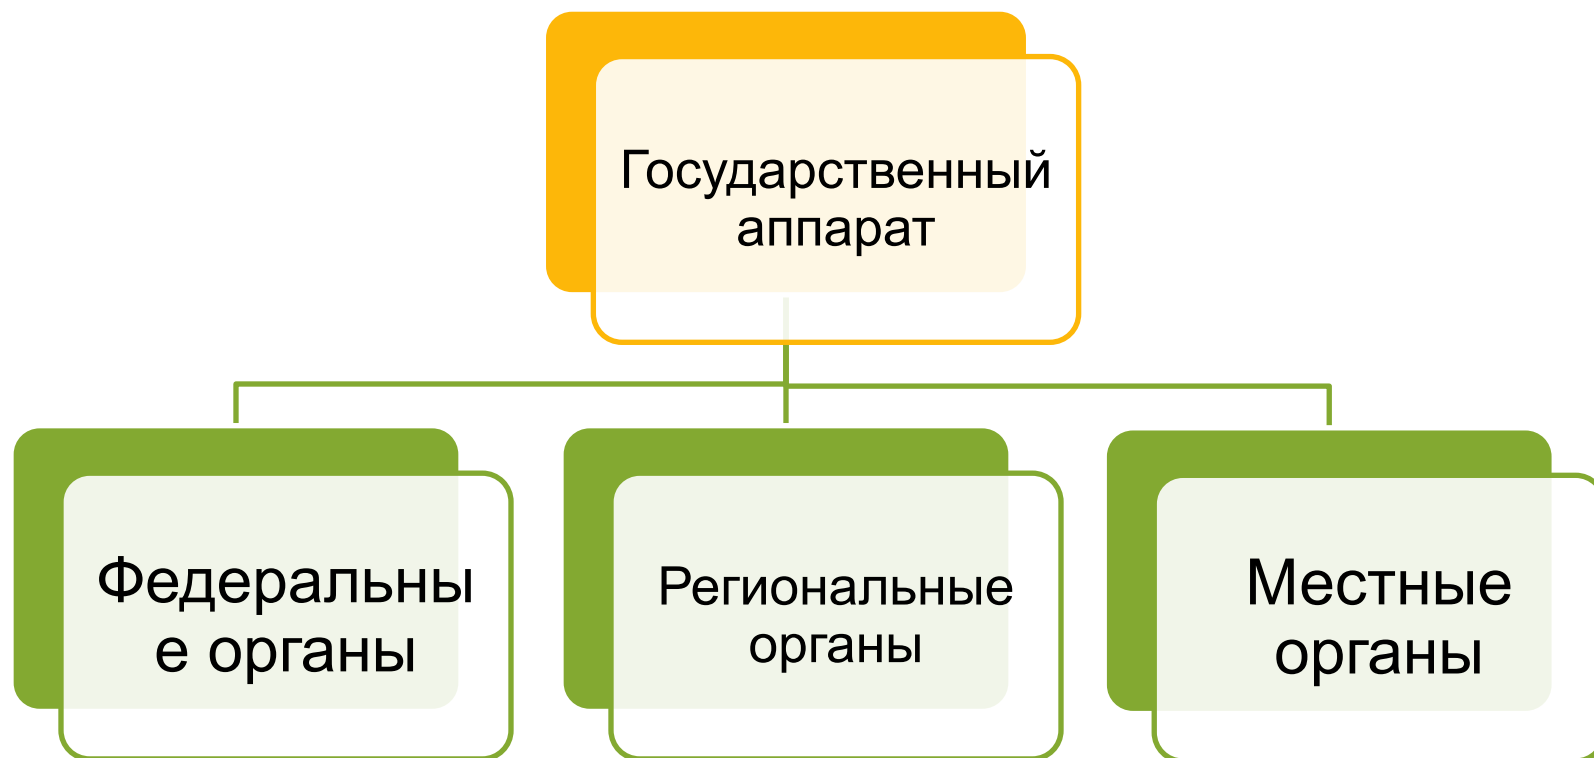 Государственный
аппарат
Федеральны
е органы
Региональные
органы
Местные
органы